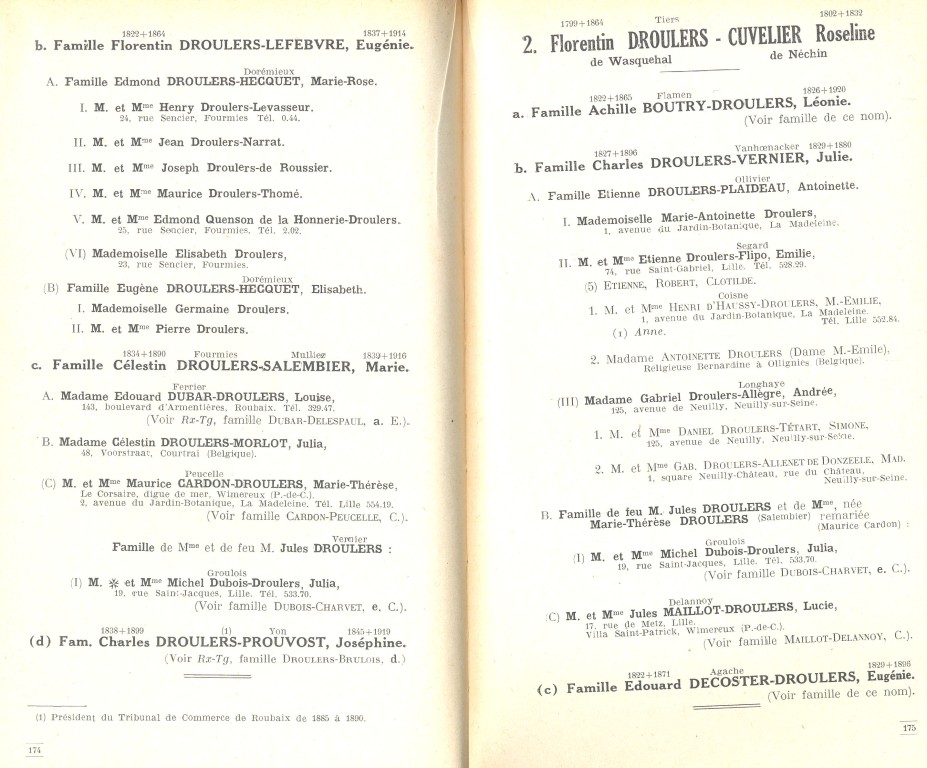 1822+1864 1837+1914
b. Famille Florentin DROULERS-LEFEBVRE, Eugénie.
Dorémieux
A. Famille Edmond DROULERS-HECQUET, Marie-Rose.
I. M. et Mme Henry Droulers-Levasseur.
24, rue Sencier, Fourmies Tél. 0.44.
II. M. et Mme Jean Droulers-Narrat.
III. M. et Mme Joseph Droulers-de Roussier.
IV. M. et Mme Maurice Droulers-Thomé.
V. M. et Mme Edmond Quenson de la Honnerie-Droulers.
25, rue Sencier, Fourmies. Tél. 2.02.
(VI) Mademoiselle Elisabeth Droulers,
23, rue Sencier, Fourmies.
Dorémieux
(B) Famille Eugène DROULERS-HECQUET, Elisabeth.
I. Mademoiselle Germaine Droulers.
II. M. et Mme Pierre Droulers.
1834+1890 Fourmies Mulliez 1839+1916
c. Famille Célestin DROULERS-SALEMBIER, Marie.
Ferrier
A. Madame Edouard DUBAR-DROULERS, Louise,
143, boulevard d'Armentières, Roubaix. Tél. 329.47.
(Voir Rx-Tg, famille DUBAR-DELESPAUL, a. E.).
B. Madame Célestin DROULERS-MORLOT, Julia,
48, Voorstraat, Courtrai (Belgique).
Peucelle
(C) M. et Mme Maurice CARDON-DROULERS, Marie-Thérèse,
Le Corsaire, digue de mer, Wimereux (P.-de-C.).
2, avenue du Jardin-Botanique, La Madeleine. Tél. Lille 554.19.
(Voir famille CARDON-PEUCELLE, C.).
Vernier
Famille de Mme et de feu M. Jules DROULERS :
Groulois
(I) M. ✻ et Mme Michel Dubois-Droulers, Julia,
19, rue Saint-Jacques, Lille. Tél. 533.70.
(Voir famille DUBOIS-CHARVET, e. C.).
1838+1899 (1) Yon 1845+1919
(d) Fam. Charles DROULERS-PROUVOST, Joséphine.
(Voir Rx-Tg, famille DROULERS-BRULOIS, d.)
(1) Président du Tribunal de Commerce de Roubaix de 1885 à 1890.
174
1799+1864 Tiers 1802+1832
2. Florentin DROULERS - CUVELIER Roseline
de Wasquehal de Néchin
1822+1865 Flamen 1826+1920
a. Famille Achille BOUTRY-DROULERS, Léonie.
(Voir famille de ce nom).
1827+1896 Vanhœnacker 1829+1880
b. Famille Charles DROULERS-VERNIER, Julie.
Ollivier
A. Famille Etienne DROULERS-PLAIDEAU, Antoinette.
I. Mademoiselle Marie-Antoinette Droulers,
1, avenue du Jardin-Botanique, La Madeleine.
Segard
II. M. et Mme Etienne Droulers-Flipo, Emilie,
74, rue Saint-Gabriel, Lille. Tél. 528.29.
(5) ETIENNE, ROBERT, CLOTILDE.
Coisne
1. M. et Mme HENRI D'HAUSSY-DROULERS, M.-EMILIE,
1, avenue du Jardin-Botanique, La Madeleine.
Tél. Lille 552.84.
(1) Anne.
2. Madame ANTOINETTE DROULERS (Dame M.-Emile),
Religieuse Bernardine à Ollignies (Belgique).
Longhaye
(III) Madame Gabriel Droulers-Allègre, Andrée,
125, avenue de Neuilly, Neuilly-sur-Seine.
1. M. et Mme DANIEL DROULERS-TÉTART, SIMONE,
125, avenue de Neuilly, Neuilly-sur-Seine.
2. M. et Mme GAB. DROULERS-ALLENET DE DONZEELE, MAD.
1, square Neuilly-Château, rue du Château,
Neuilly-sur-Seine.
B. Famille de feu M. Jules DROULERS et de Mme, née
Marie-Thérèse DROULERS (Salembier) remariée
(Maurice Cardon) :
Groulois
(I) M. et Mme Michel Dubois-Droulers, Julia,
19, rue Saint-Jacques, Lille. Tél. 533.70.
(Voir famille DUBOIS-CHARVET, e. C.).
Delannoy
(C) M. et Mme Jules MAILLOT-DROULERS, Lucie,
17, rue de Metz, Lille.
Villa Saint-Patrick, Wimereux (P.-de-C.).
(Voir famille MAILLOT-DELANNOY, C.).
1822+1871 Agache 1829+1896
(c) Famille Edouard DECOSTER-DROULERS, Eugénie.
(Voir famille de ce nom).
175